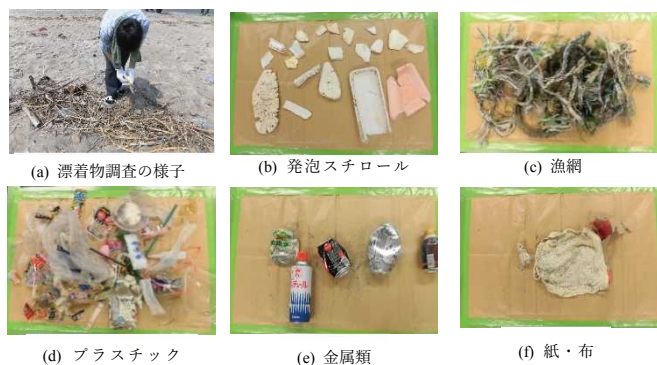 (a) 漂着物調査の様子
(b) 発泡スチロール
(c) 漁網
(d) プラスチック
(e) 金属類
(f) 紙・布